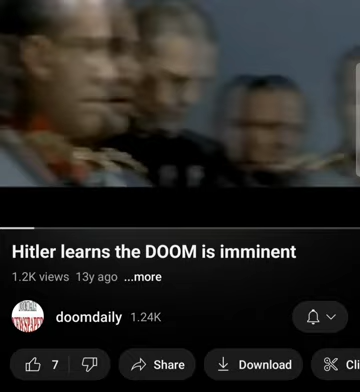 Hitler learns the DOOM is imminent
1.2K views 13y ago ...more
doomdaily 1.24K
7 Share Download Cli